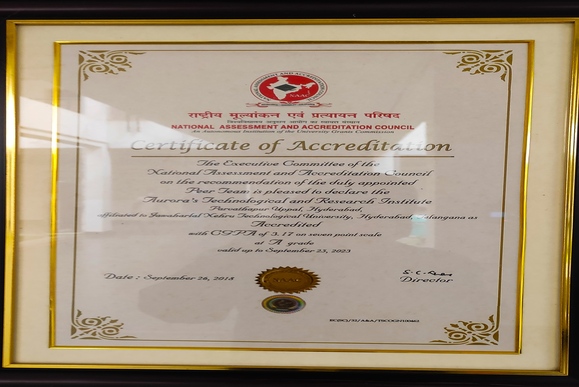 NAAC
राष्ट्रीय मूल्यांकन एवं प्रत्यायन परिषद
विश्वविद्यालय अनुदान आयोग का स्वायत्त संस्थान
NATIONAL ASSESSMENT AND ACCREDITATION COUNCIL
An Autonomous Institution of the University Grants Commission
Certificate of Accreditation
The Executive Committee of the
National Assessment and Accreditation Council
on the recommendation of the duly appointed
Peer Team is pleased to declare the
Aurora's Technological and Research Institute
Parvathapur Uppal, Hyderabad,
affiliated to Jawaharlal Nehru Technological University, Hyderabad, Telangana as
Accredited
with CGPA of 3.17 on seven point scale
at A grade
valid up to September 25, 2023
Date : September 26, 2018
Director